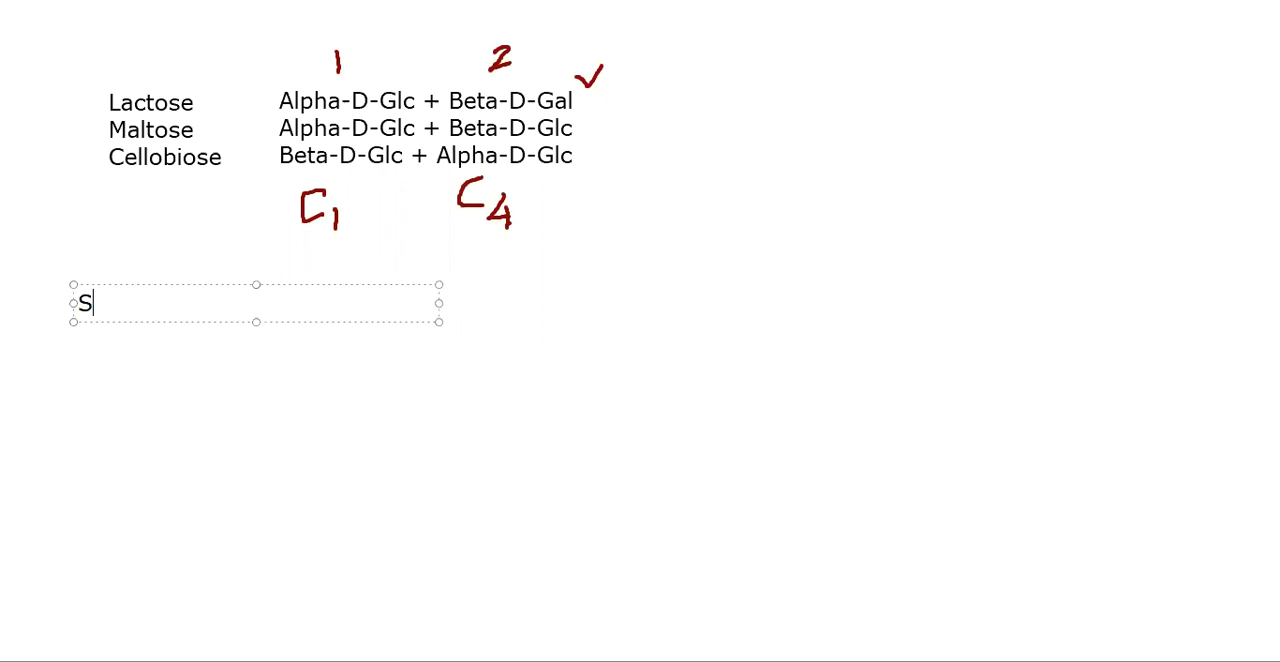 1 2
Lactose Alpha-D-Glc + Beta-D-Gal ✓
Maltose Alpha-D-Glc + Beta-D-Glc
Cellobiose Beta-D-Glc + Alpha-D-Glc
C1 C4
S